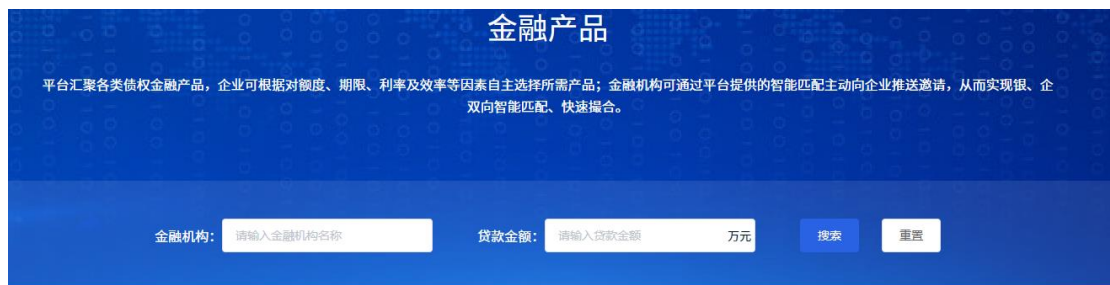 金融产品
平台汇聚各类债权金融产品，企业可根据对额度、期限、利率及效率等因素自主选择所需产品；金融机构可通过平台提供的智能匹配主动向企业推送邀请，从而实现银、企
双向智能匹配、快速撮合。
金融机构： 请输入金融机构名称 贷款金额： 请输入贷款金额 万元 搜索 重置